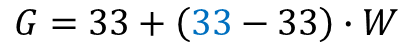 G = 33 + (33 − 33) · W